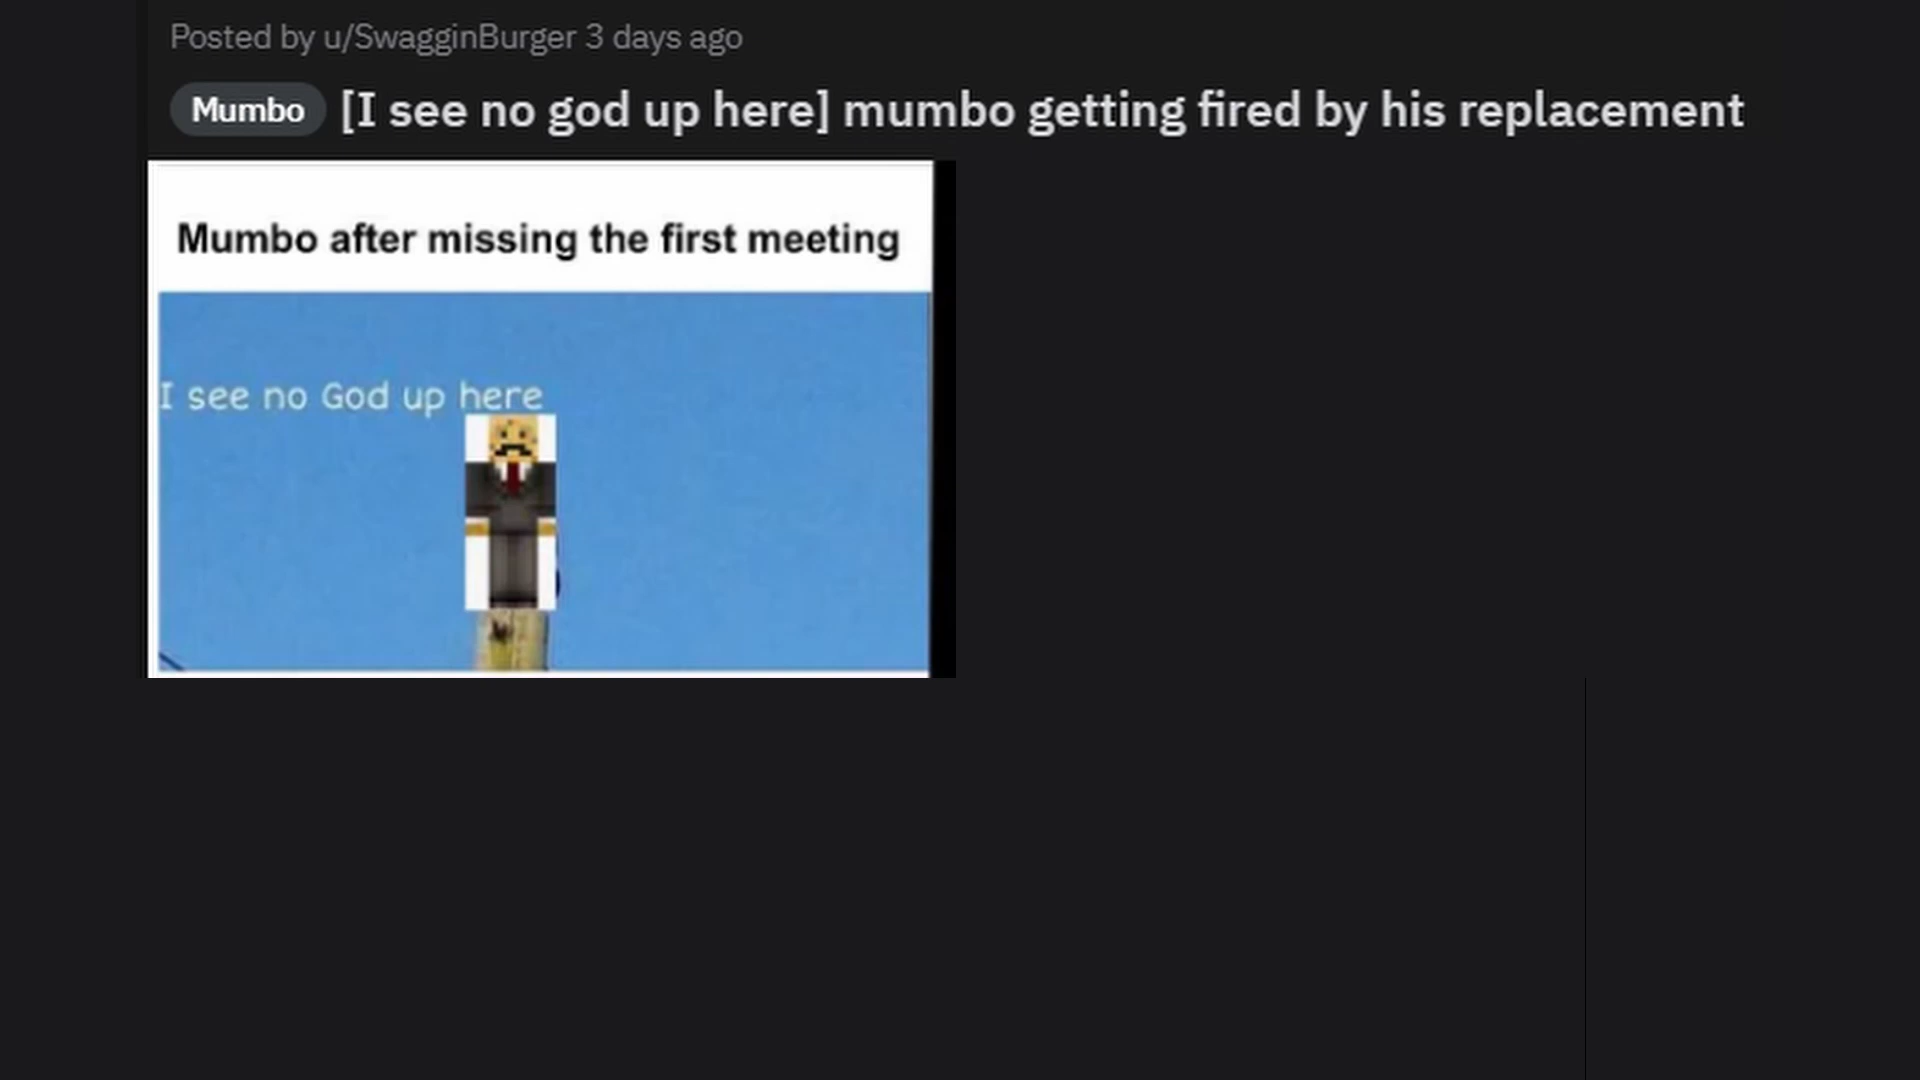 Posted by u/SwagginBurger 3 days ago
Mumbo [I see no god up here] mumbo getting fired by his replacement
Mumbo after missing the first meeting
I see no God up here